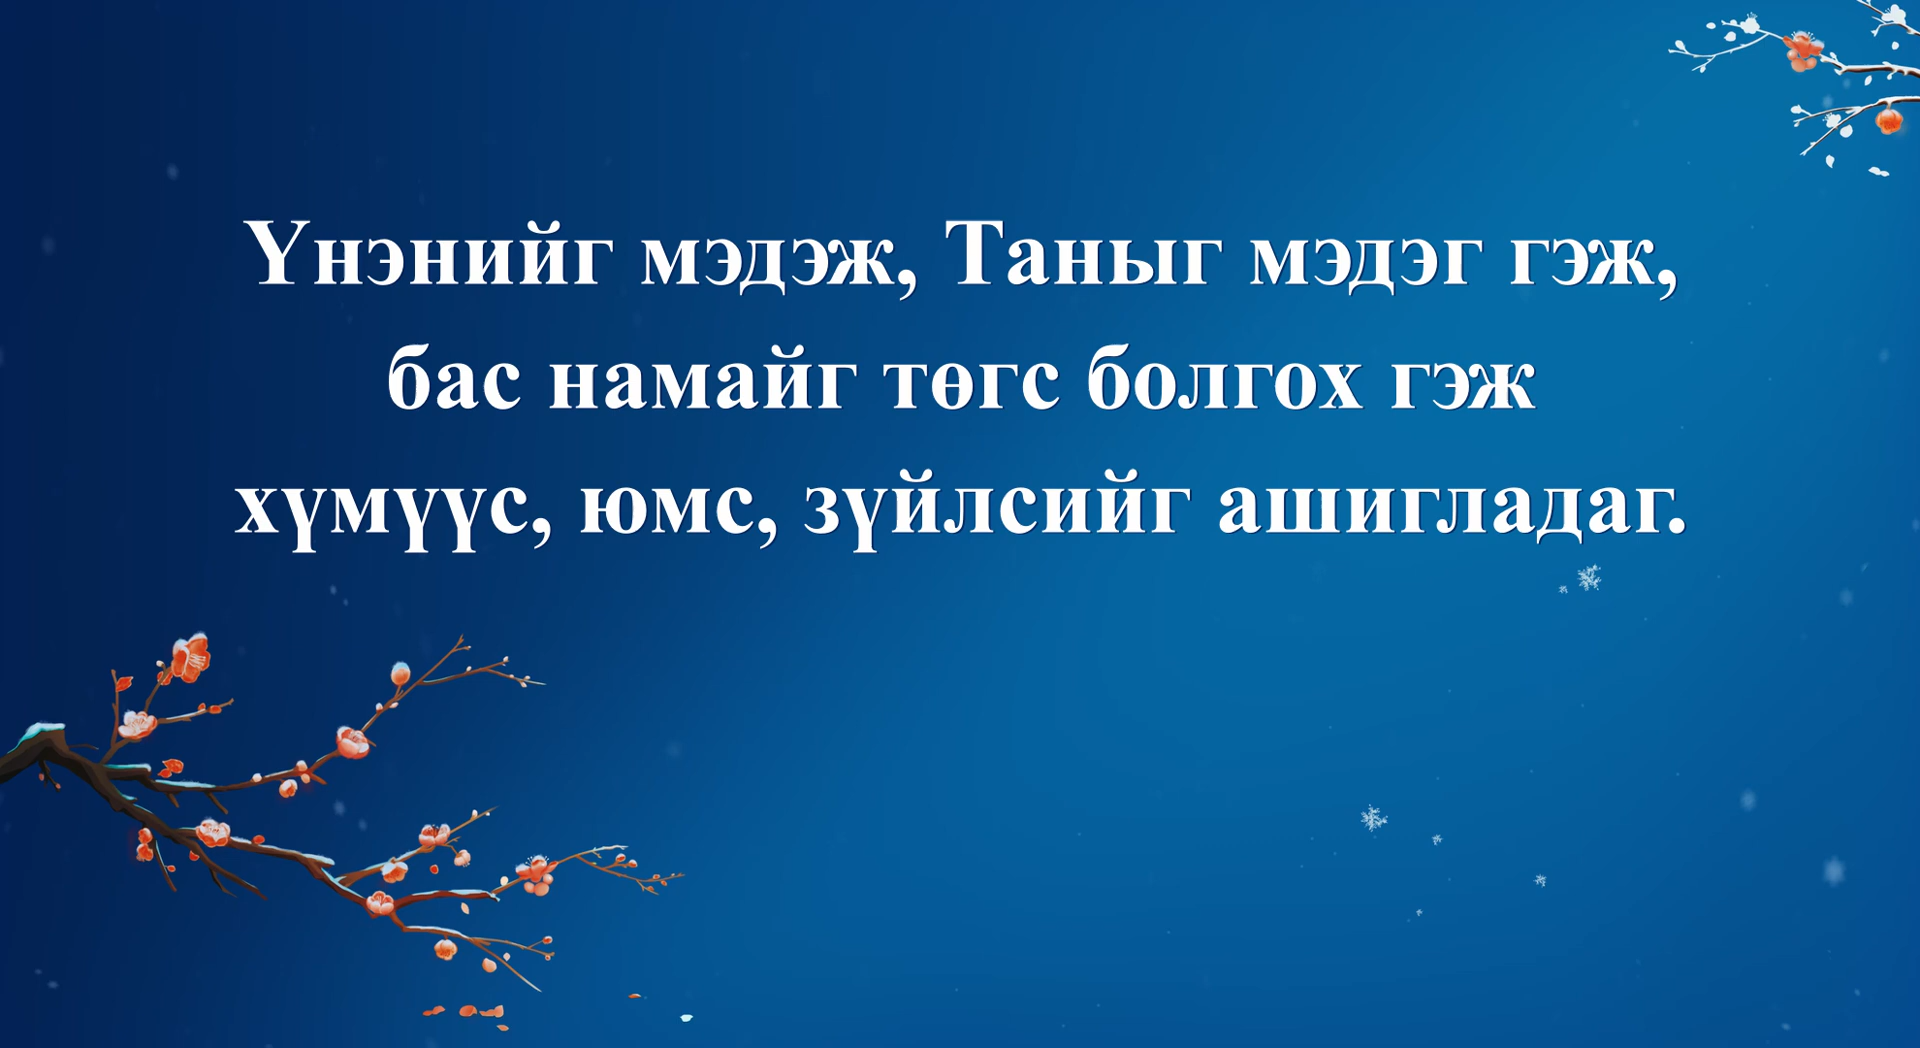 Үнэнийг мэдэж, Таныг мэдэг гэж,
бас намайг төгс болгох гэж
хүмүүс, юмс, зүйлсийг ашигладаг.